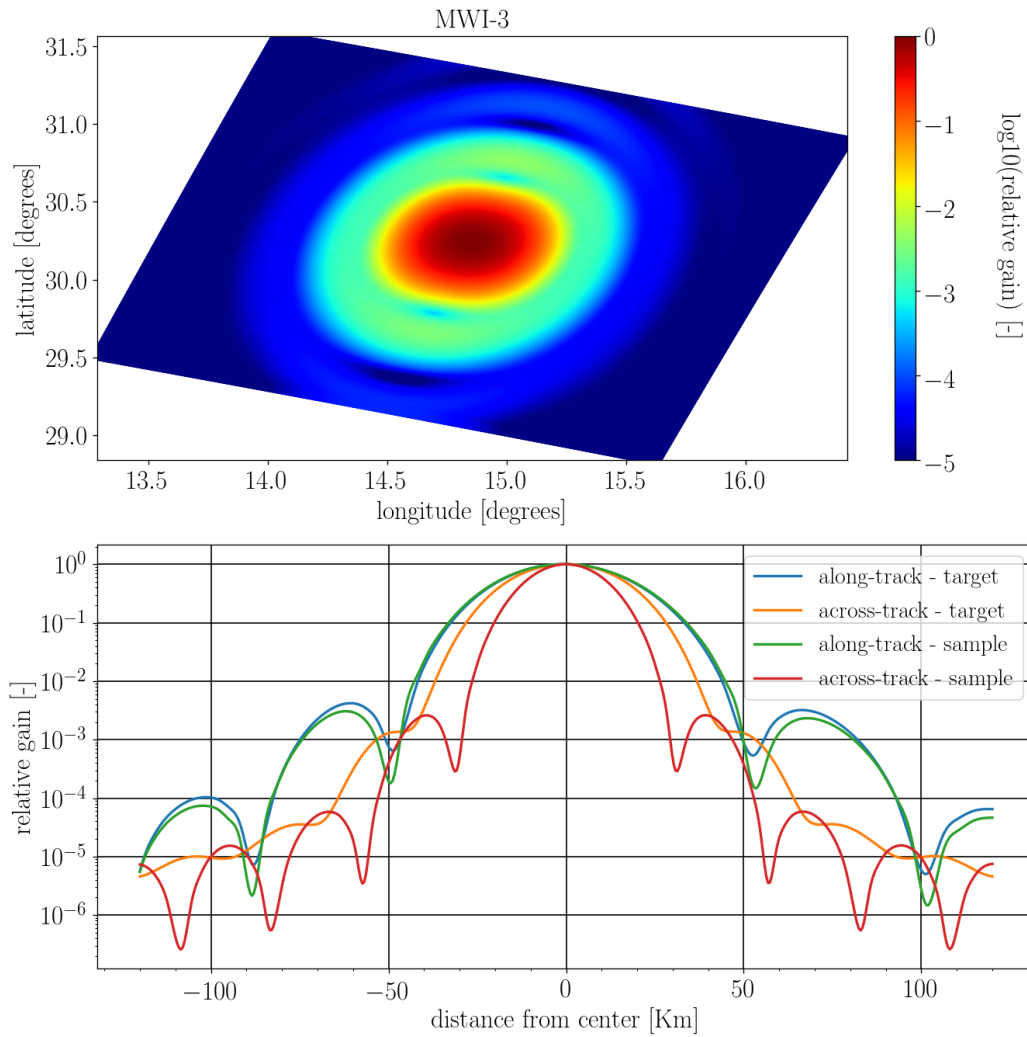 MWI-3
31.5
31.0
30.5
30.0
29.5
29.0
latitude [degrees]
13.5 14.0 14.5 15.0 15.5 16.0
longitude [degrees]
0
−1
−2
−3
−4
−5
log10(relative gain) [-]
10^0
10^−1
10^−2
10^−3
10^−4
10^−5
10^−6
relative gain [-]
along-track - target
across-track - target
along-track - sample
across-track - sample
−100 −50 0 50 100
distance from center [Km]